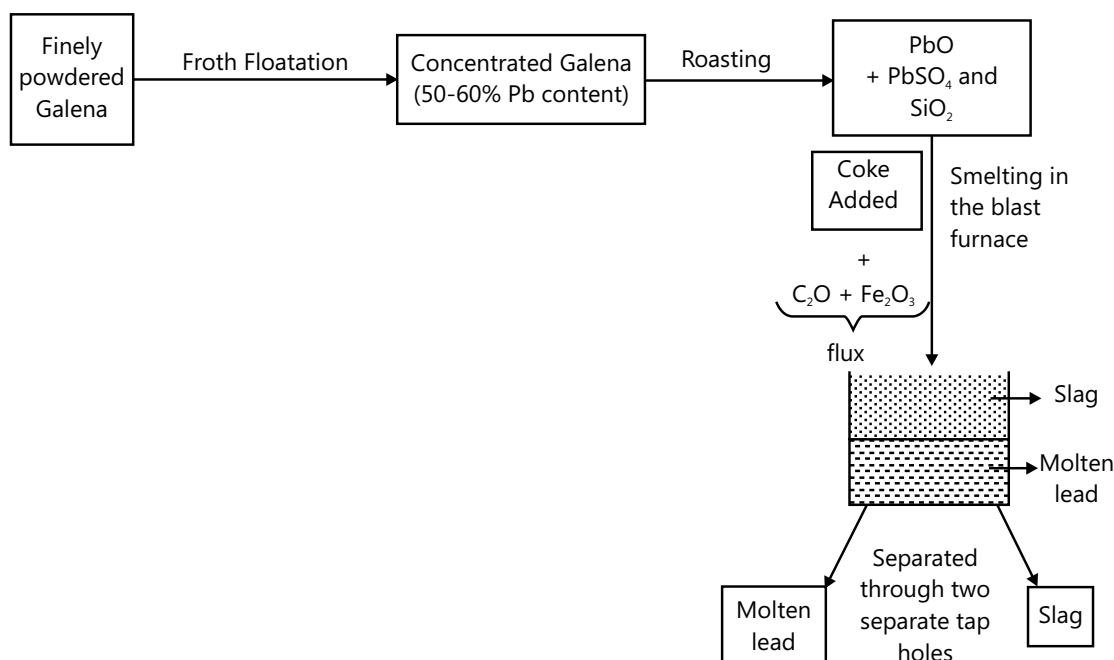 Finely
powdered
Galena
Froth Floatation
Concentrated Galena
(50-60% Pb content)
Roasting
PbO
+ PbSO₄ and
SiO₂
Coke
Added
Smelting in
the blast
furnace
+
C₂O + Fe₂O₃
flux
Slag
Molten
lead
Separated
through two
separate tap
holes
Molten
lead
Slag